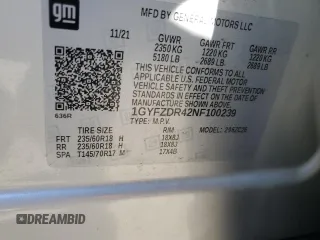 gm
MFD BY GENERAL MOTORS LLC
11/21 GVWR GAWR FRT GAWR RR
2350 KG 1220 KG 1220 KG
5180 LB 2689 LB 2689 LB
THIS VEHICLE CONFORMS TO ALL
APPLICABLE U.S. FEDERAL MOTOR
VEHICLE SAFETY AND
STANDARDS IN EFFECT ON THE DATE OF
MANUFACTURE SHOWN ABOVE.
1GYFZDR42NF100239
TYPE: M.P.V. MODEL:
636R
TIRE SIZE RIM
FRT 235/60R18 H 18X8J
RR 235/60R18 H 18X8J
SPA T145/70R17 M 17X4B
AUTOBIDMASTER